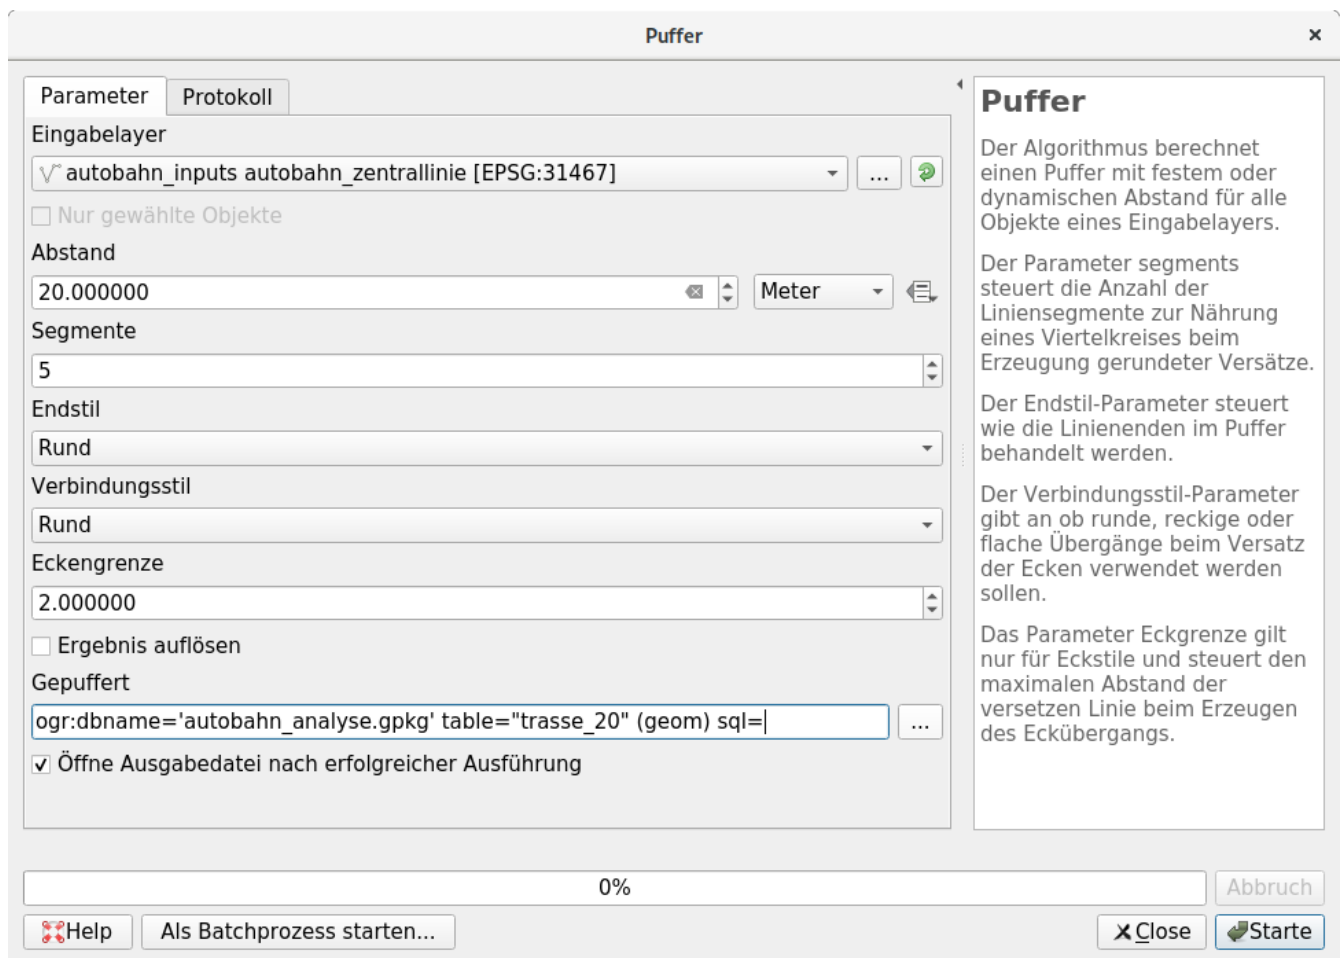 Puffer
Parameter
Protokoll
Eingabelayer
autobahn_inputs autobahn_zentrallinie [EPSG:31467]
...
Nur gewählte Objekte
Abstand
20.000000
Meter
Segmente
5
Endstil
Rund
Verbindungsstil
Rund
Eckengrenze
2.000000
Ergebnis auflösen
Gepuffert
ogr:dbname='autobahn_analyse.gpkg' table="trasse_20" (geom) sql=
...
Öffne Ausgabedatei nach erfolgreicher Ausführung
Puffer
Der Algorithmus berechnet
einen Puffer mit festem oder
dynamischen Abstand für alle
Objekte eines Eingabelayers.
Der Parameter segments
steuert die Anzahl der
Liniensegmente zur Nährung
eines Viertelkreises beim
Erzeugung gerundeter Versätze.
Der Endstil-Parameter steuert
wie die Linienenden im Puffer
behandelt werden.
Der Verbindungsstil-Parameter
gibt an ob runde, reckige oder
flache Übergänge beim Versatz
der Ecken verwendet werden
sollen.
Das Parameter Eckgrenze gilt
nur für Eckstile und steuert den
maximalen Abstand der
versetzen Linie beim Erzeugen
des Eckübergangs.
0%
Abbruch
Help
Als Batchprozess starten...
Close
Starte